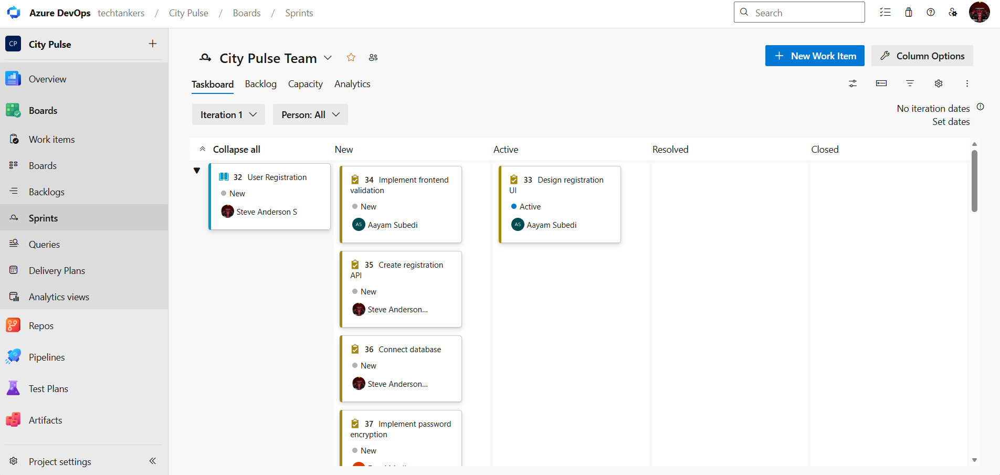 Azure DevOps techtankers / City Pulse / Boards / Sprints
Search
CP City Pulse
Overview
Boards
Work items
Boards
Backlogs
Sprints
Queries
Delivery Plans
Analytics views
Repos
Pipelines
Test Plans
Artifacts
Project settings
City Pulse Team
New Work Item
Column Options
Taskboard Backlog Capacity Analytics
Iteration 1
Person: All
No iteration dates
Set dates
Collapse all
New
Active
Resolved
Closed
32 User Registration
New
Steve Anderson S
34 Implement frontend
validation
New
AS Aayam Subedi
35 Create registration
API
New
Steve Anderson...
36 Connect database
New
Steve Anderson...
37 Implement password
encryption
New
33 Design registration
UI
Active
AS Aayam Subedi